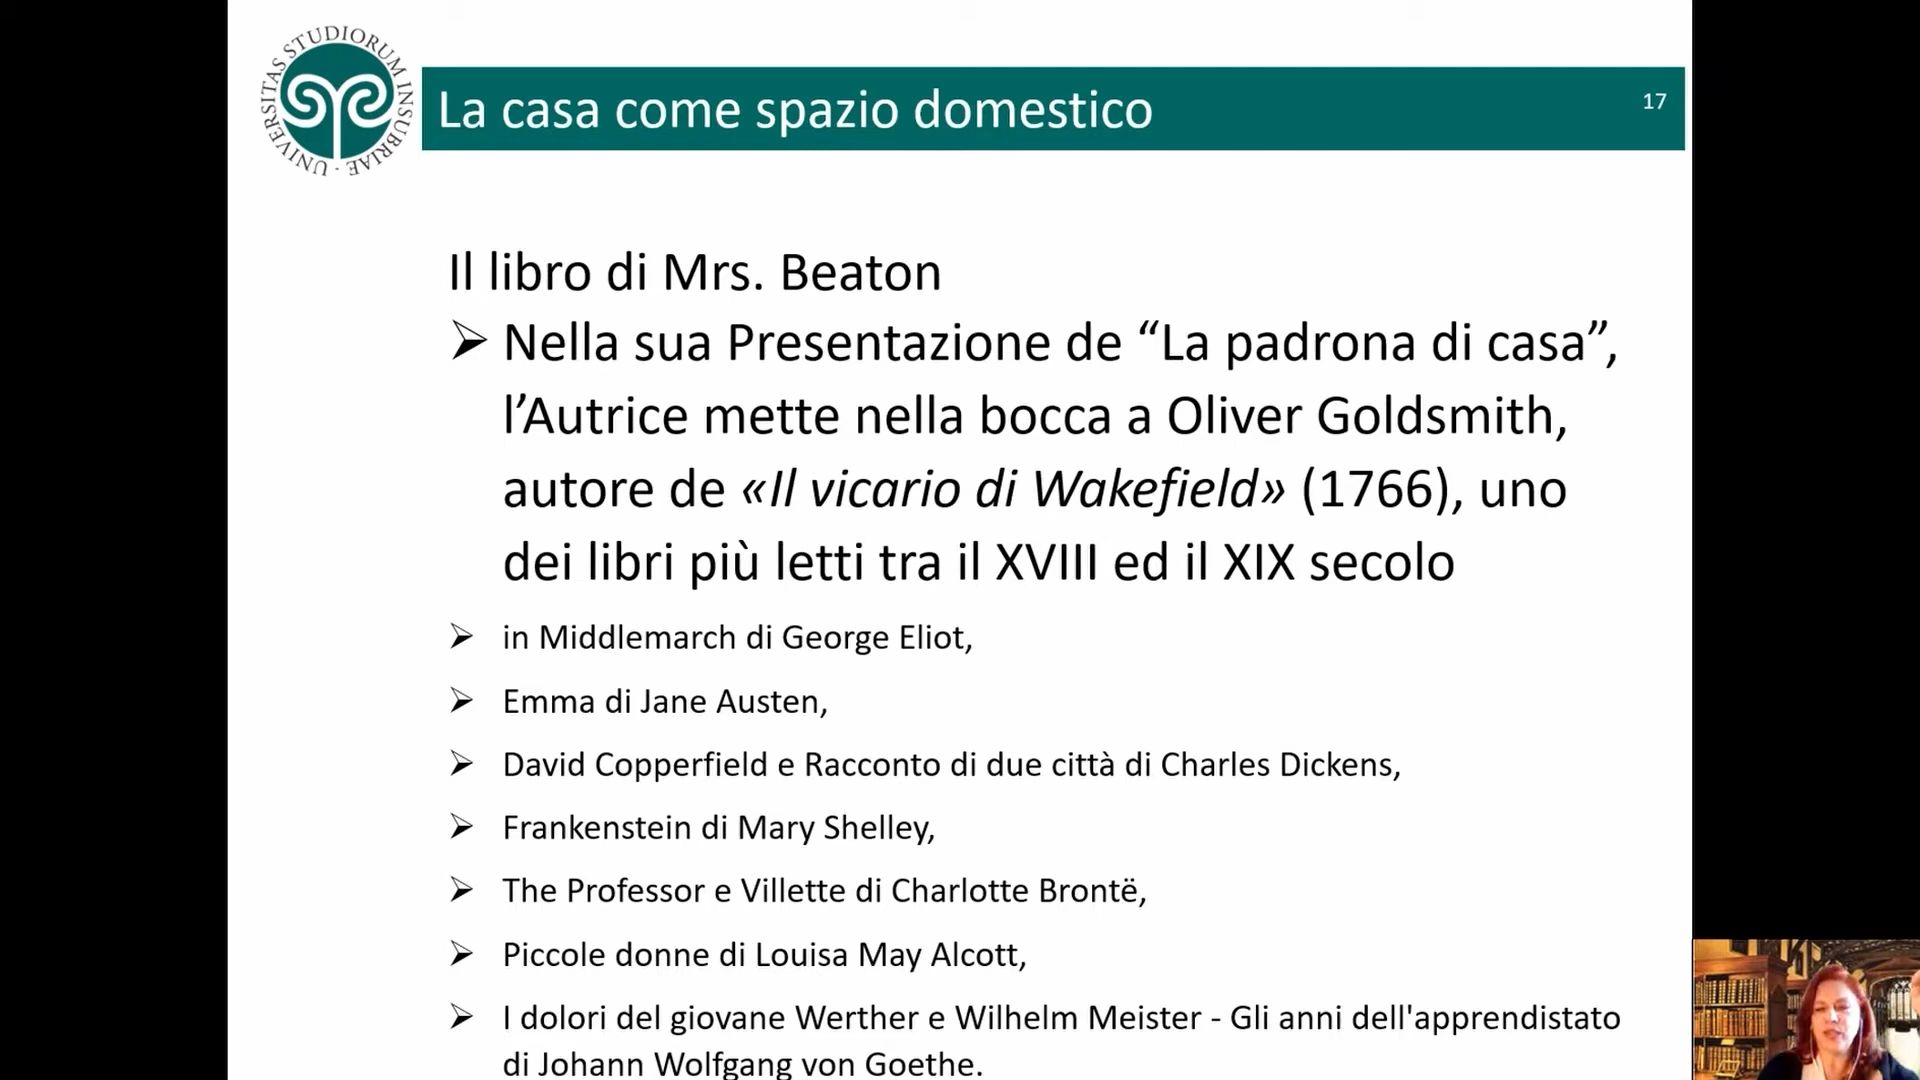 UNIVERSITAS STUDIORUM INSUBRIAE
La casa come spazio domestico
17
Il libro di Mrs. Beaton
➢ Nella sua Presentazione de “La padrona di casa”,
l’Autrice mette nella bocca a Oliver Goldsmith,
autore de «Il vicario di Wakefield» (1766), uno
dei libri più letti tra il XVIII ed il XIX secolo
➢ in Middlemarch di George Eliot,
➢ Emma di Jane Austen,
➢ David Copperfield e Racconto di due città di Charles Dickens,
➢ Frankenstein di Mary Shelley,
➢ The Professor e Villette di Charlotte Brontë,
➢ Piccole donne di Louisa May Alcott,
➢ I dolori del giovane Werther e Wilhelm Meister - Gli anni dell'apprendistato
di Johann Wolfgang von Goethe.